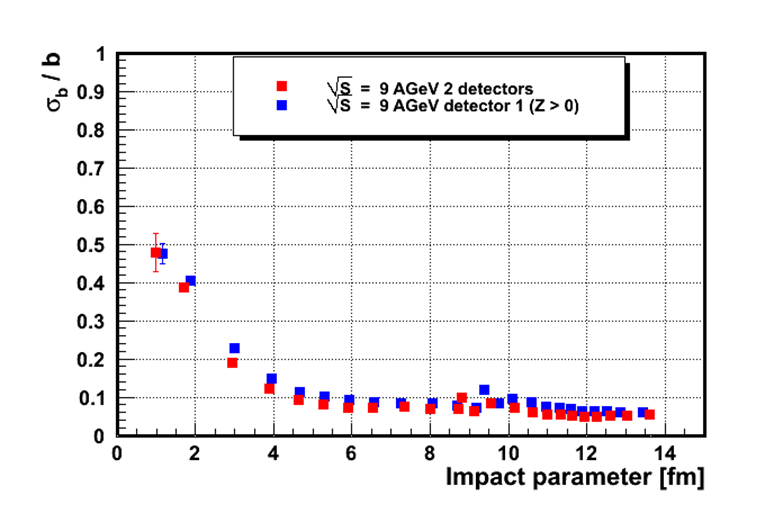 σb / b
1
0.9
0.8
0.7
0.6
0.5
0.4
0.3
0.2
0.1
0
√S = 9 AGeV 2 detectors
√S = 9 AGeV detector 1 (Z > 0)
0 2 4 6 8 10 12 14
Impact parameter [fm]